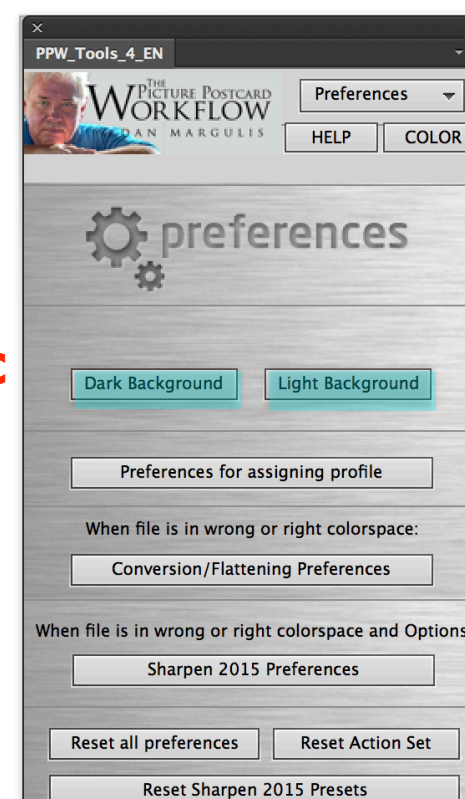 PPW_Tools_4_EN
THE
PICTURE POSTCARD
WORKFLOW
DAN MARGULIS
Preferences
HELP COLOR
preferences
Dark Background Light Background
Preferences for assigning profile
When file is in wrong or right colorspace:
Conversion/Flattening Preferences
When file is in wrong or right colorspace and Options
Sharpen 2015 Preferences
Reset all preferences Reset Action Set
Reset Sharpen 2015 Presets